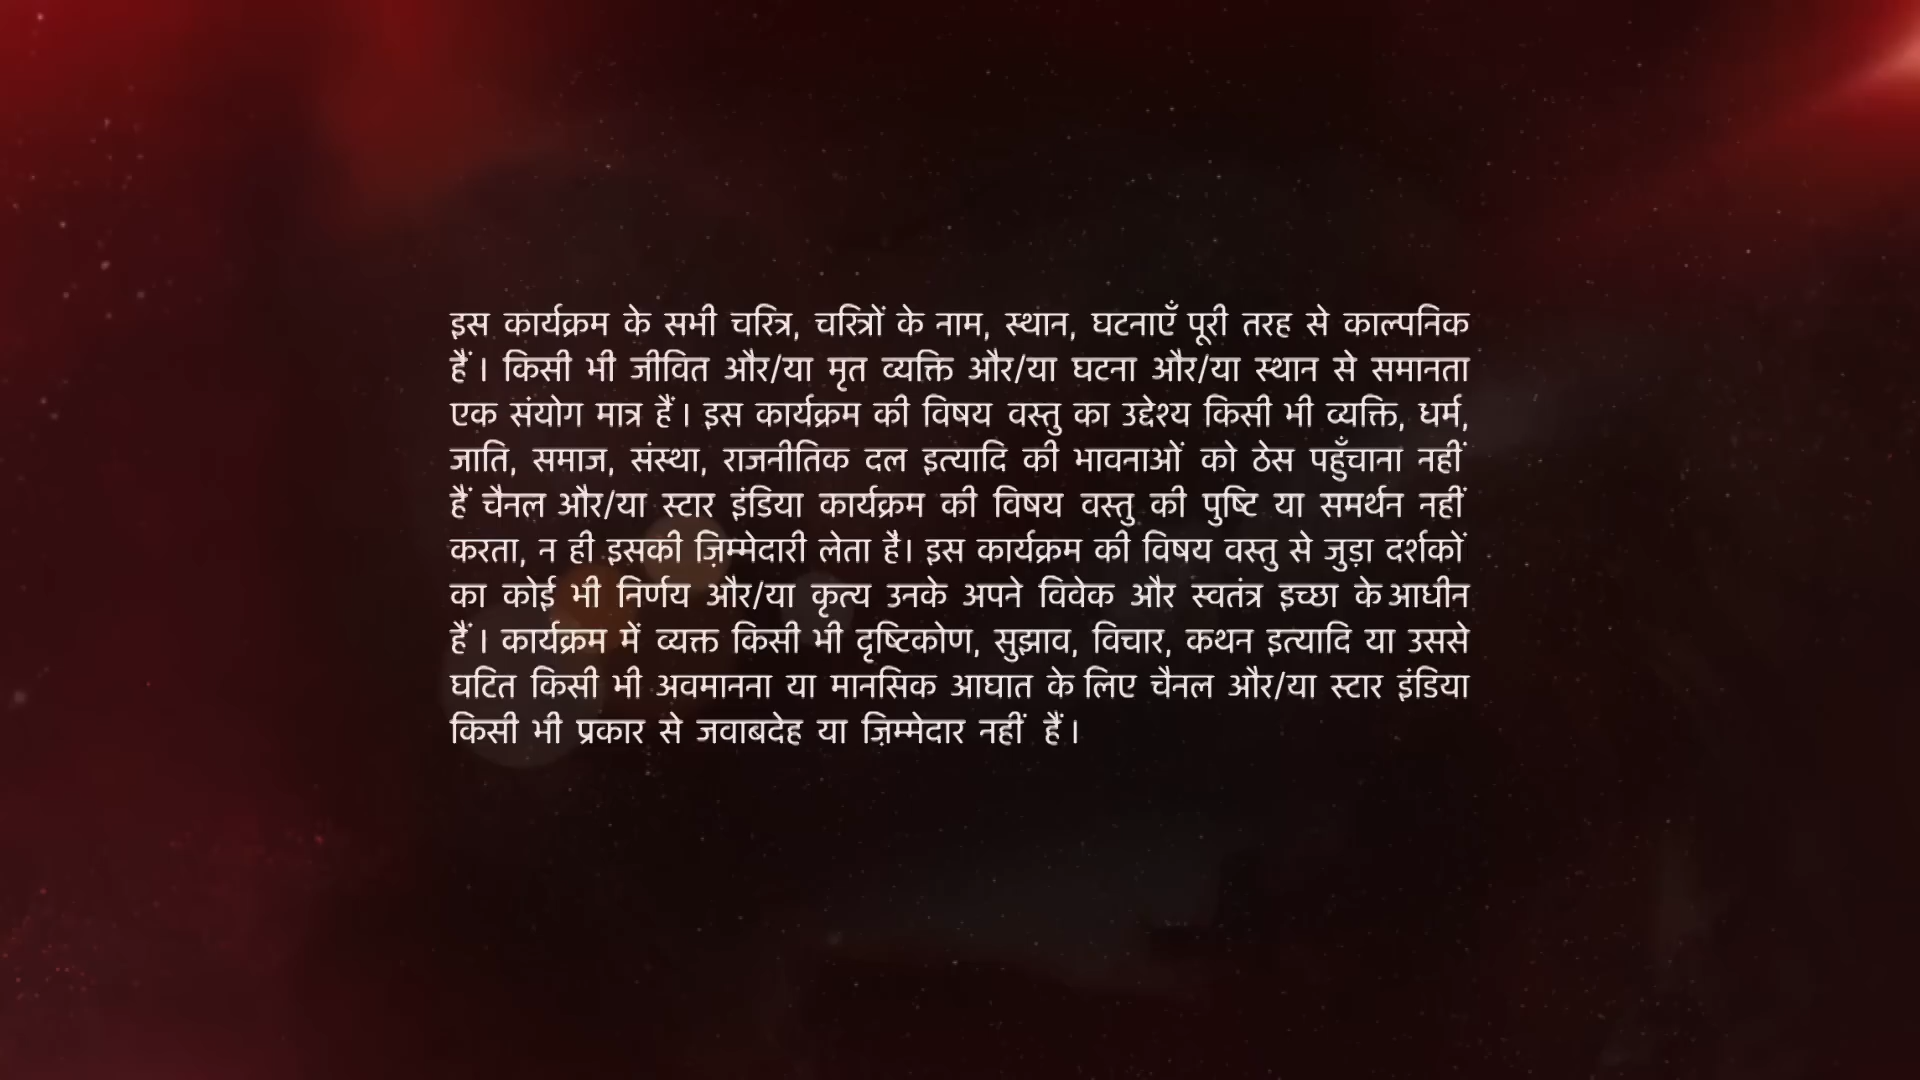 इस कार्यक्रम के सभी चरित्र, चरित्रों के नाम, स्थान, घटनाएँ पूरी तरह से काल्पनिक
हैं । किसी भी जीवित और/या मृत व्यक्ति और/या घटना और/या स्थान से समानता
एक संयोग मात्र हैं । इस कार्यक्रम की विषय वस्तु का उद्देश्य किसी भी व्यक्ति, धर्म,
जाति, समाज, संस्था, राजनीतिक दल इत्यादि की भावनाओं को ठेस पहुँचाना नहीं
हैं चैनल और/या स्टार इंडिया कार्यक्रम की विषय वस्तु की पुष्टि या समर्थन नहीं
करता, न ही इसकी ज़िम्मेदारी लेता है। इस कार्यक्रम की विषय वस्तु से जुड़ा दर्शकों
का कोई भी निर्णय और/या कृत्य उनके अपने विवेक और स्वतंत्र इच्छा के आधीन
हैं । कार्यक्रम में व्यक्त किसी भी दृष्टिकोण, सुझाव, विचार, कथन इत्यादि या उससे
घटित किसी भी अवमानना या मानसिक आघात के लिए चैनल और/या स्टार इंडिया
किसी भी प्रकार से जवाबदेह या ज़िम्मेदार नहीं हैं ।